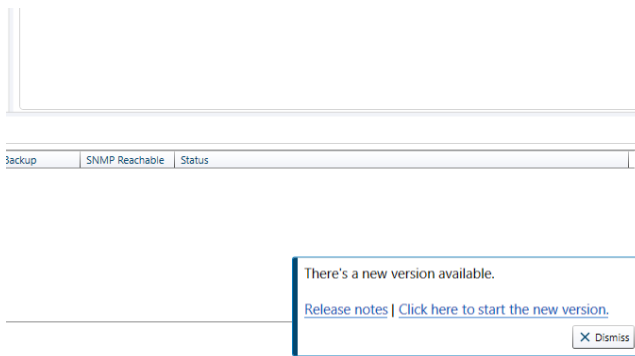 Backup SNMP Reachable Status
There's a new version available.
Release notes | Click here to start the new version.
Dismiss